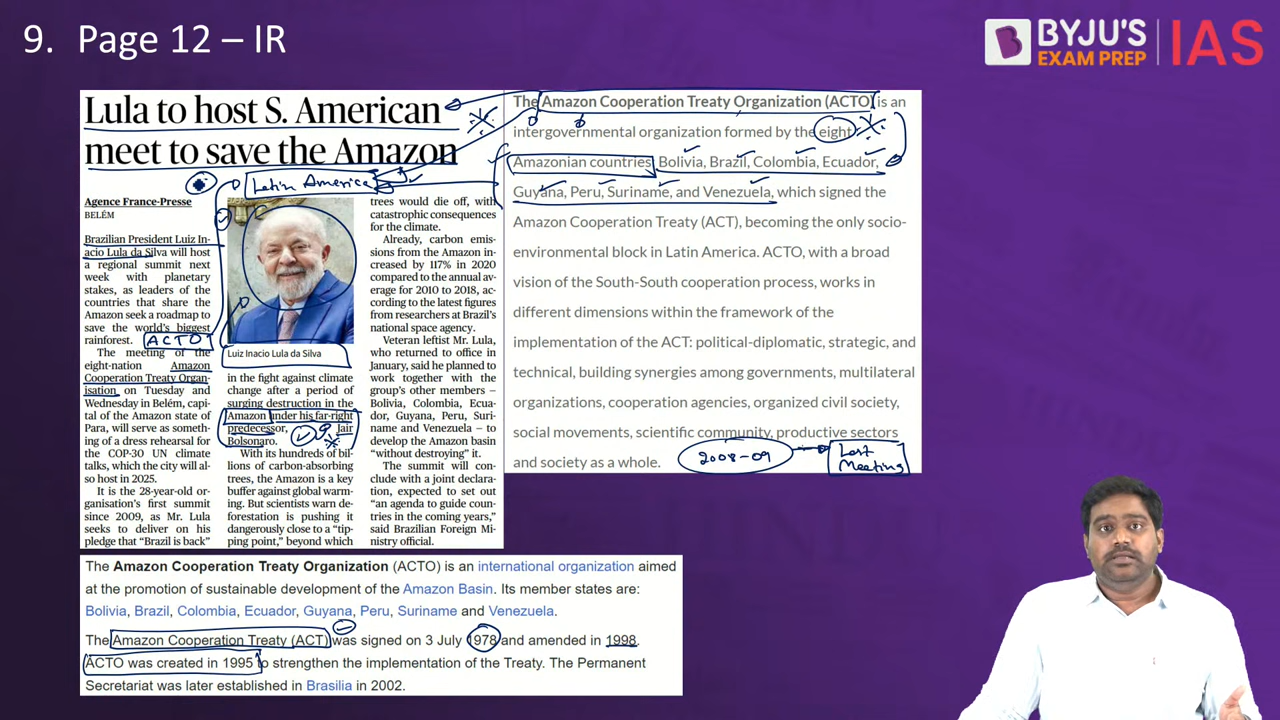 9. Page 12 – IR
BYJU'S
EXAM PREP
IAS
Lula to host S. American
meet to save the Amazon
Latin America
Agence France-Presse
BELÉM
Brazilian President Luiz In-
acio Lula da Silva will host
a regional summit next
week with planetary
stakes, as leaders of the
countries that share the
Amazon seek a roadmap to
save the world's biggest
rainforest.
ACTO
The meeting of the
eight-nation Amazon
Cooperation Treaty Organ-
isation on Tuesday and
Wednesday in Belém, capi-
tal of the Amazon state of
Para, will serve as someth-
ing of a dress rehearsal for
the COP-30 UN climate
talks, which the city will al-
so host in 2025.
It is the 28-year-old or-
ganisation's first summit
since 2009, as Mr. Lula
seeks to deliver on his
pledge that "Brazil is back"
Luiz Inacio Lula da Silva
in the fight against climate
change after a period of
surging destruction in the
Amazon under his far-right
predecessor, Jair
Bolsonaro.
With its hundreds of bil-
lions of carbon-absorbing
trees, the Amazon is a key
buffer against global warm-
ing. But scientists warn de-
forestation is pushing it
dangerously close to a "tip-
ping point," beyond which
trees would die off, with
catastrophic consequences
for the climate.
Already, carbon emis-
sions from the Amazon in-
creased by 117% in 2020
compared to the annual av-
erage for 2010 to 2018, ac-
cording to the latest figures
from researchers at Brazil's
national space agency.
Veteran leftist Mr. Lula,
who returned to office in
January, said he planned to
work together with the
group's other members –
Bolivia, Colombia, Ecua-
dor, Guyana, Peru, Suri-
name and Venezuela – to
develop the Amazon basin
"without destroying" it.
The summit will con-
clude with a joint declara-
tion, expected to set out
"an agenda to guide coun-
tries in the coming years,"
said Brazilian Foreign Mi-
nistry official.
The Amazon Cooperation Treaty Organization (ACTO) is an
intergovernmental organization formed by the eight
Amazonian countries: Bolivia, Brazil, Colombia, Ecuador,
Guyana, Peru, Suriname, and Venezuela, which signed the
Amazon Cooperation Treaty (ACT), becoming the only socio-
environmental block in Latin America. ACTO, with a broad
vision of the South-South cooperation process, works in
different dimensions within the framework of the
implementation of the ACT: political-diplomatic, strategic, and
technical, building synergies among governments, multilateral
organizations, cooperation agencies, organized civil society,
social movements, scientific community, productive sectors
and society as a whole.
2008-09
Last
Meeting
The Amazon Cooperation Treaty Organization (ACTO) is an international organization aimed
at the promotion of sustainable development of the Amazon Basin. Its member states are:
Bolivia, Brazil, Colombia, Ecuador, Guyana, Peru, Suriname and Venezuela.
The Amazon Cooperation Treaty (ACT) was signed on 3 July 1978 and amended in 1998.
ACTO was created in 1995 to strengthen the implementation of the Treaty. The Permanent
Secretariat was later established in Brasilia in 2002.